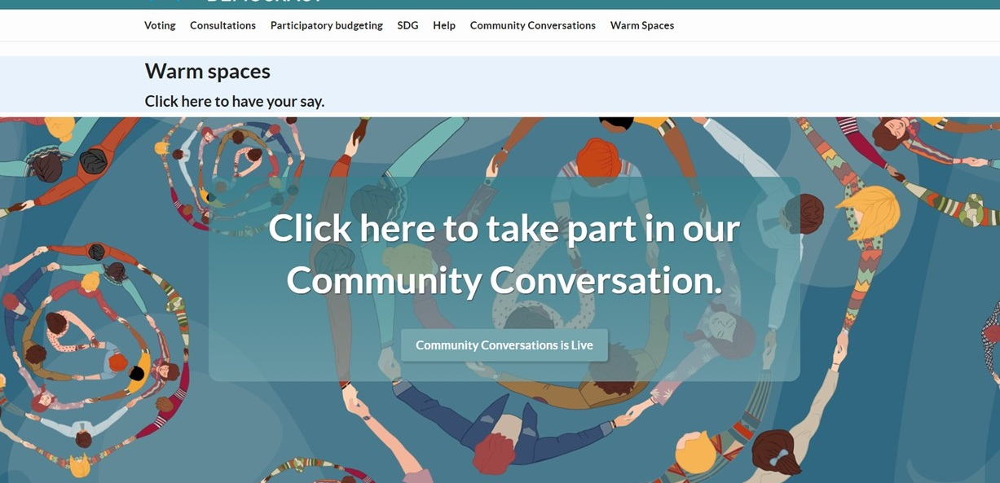 DEMOCRACY
Voting Consultations Participatory budgeting SDG Help Community Conversations Warm Spaces
Warm spaces
Click here to have your say.
Click here to take part in our
Community Conversation.
Community Conversations is Live